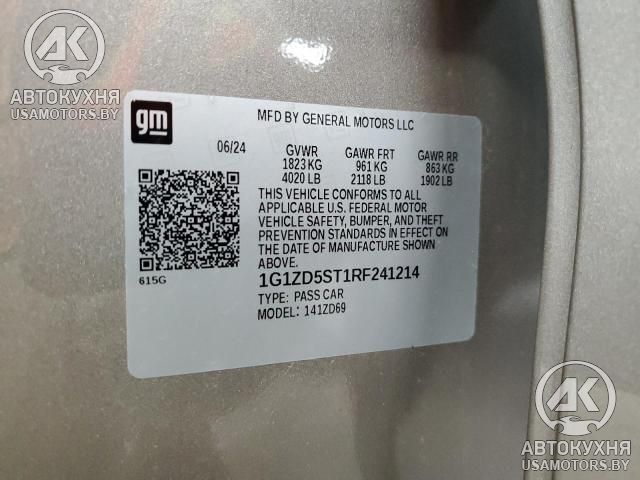 AK
АВТОКУХНЯ
USAMOTORS.BY
gm
MFD BY GENERAL MOTORS LLC
06/24 GVWR GAWR FRT GAWR RR
1823 KG 961 KG 863 KG
4020 LB 2118 LB 1902 LB
THIS VEHICLE CONFORMS TO ALL
APPLICABLE U.S. FEDERAL MOTOR
VEHICLE SAFETY, BUMPER, AND THEFT
PREVENTION STANDARDS IN EFFECT ON
THE DATE OF MANUFACTURE SHOWN
ABOVE.
615G
1G1ZD5ST1RF241214
TYPE: PASS CAR
MODEL: 141ZD69
AK
АВТОКУХНЯ
USAMOTORS.BY